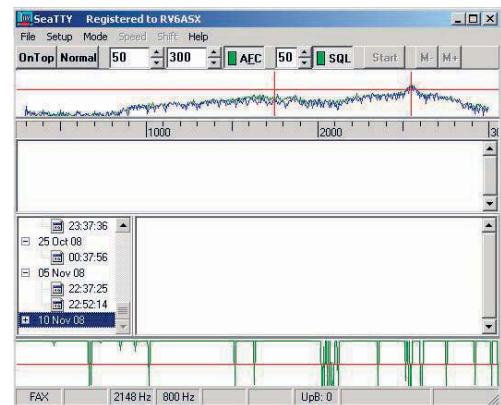 SeaTTY Registered to RV6ASX
File Setup Mode Speed Shift Help
OnTop Normal 50 300 AFC 50 SQL Start M- M+
1000 2000 30
23:37:36
25 Oct 08
00:37:56
05 Nov 08
22:37:25
22:52:14
10 Nov 08
FAX 2148 Hz 800 Hz UpB: 0